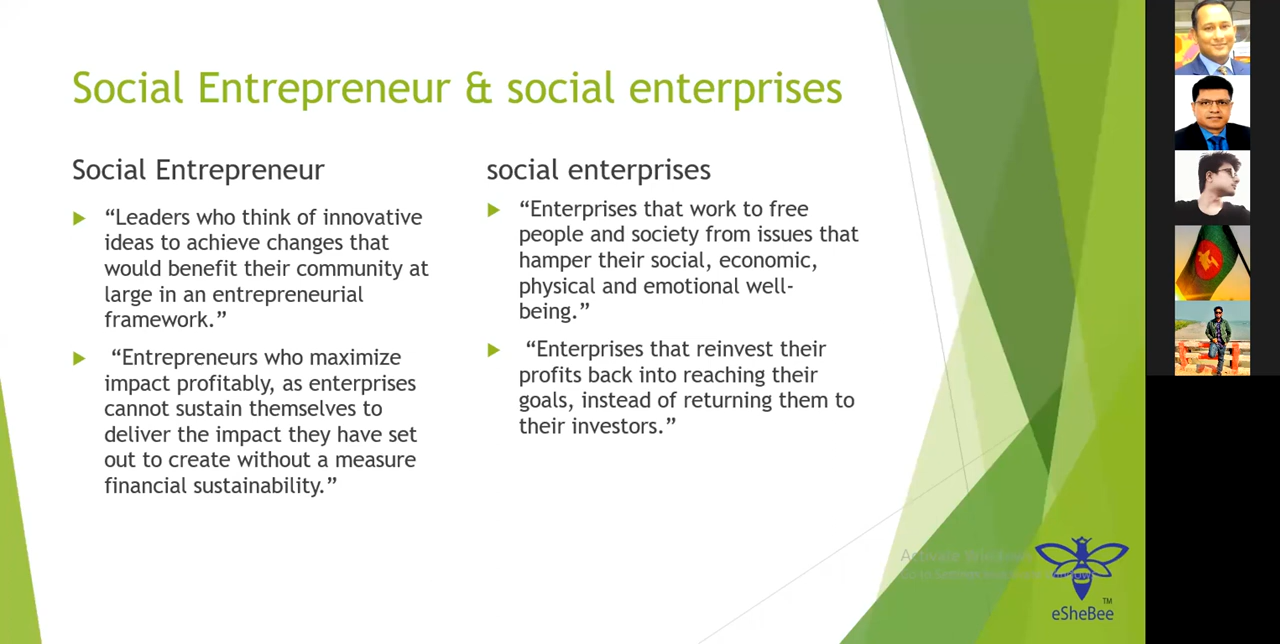 Social Entrepreneur & social enterprises
Social Entrepreneur
“Leaders who think of innovative
ideas to achieve changes that
would benefit their community at
large in an entrepreneurial
framework.”
“Entrepreneurs who maximize
impact profitably, as enterprises
cannot sustain themselves to
deliver the impact they have set
out to create without a measure
financial sustainability.”
social enterprises
“Enterprises that work to free
people and society from issues that
hamper their social, economic,
physical and emotional well-
being.”
“Enterprises that reinvest their
profits back into reaching their
goals, instead of returning them to
their investors.”
Activate Windows
TM
eSheBee